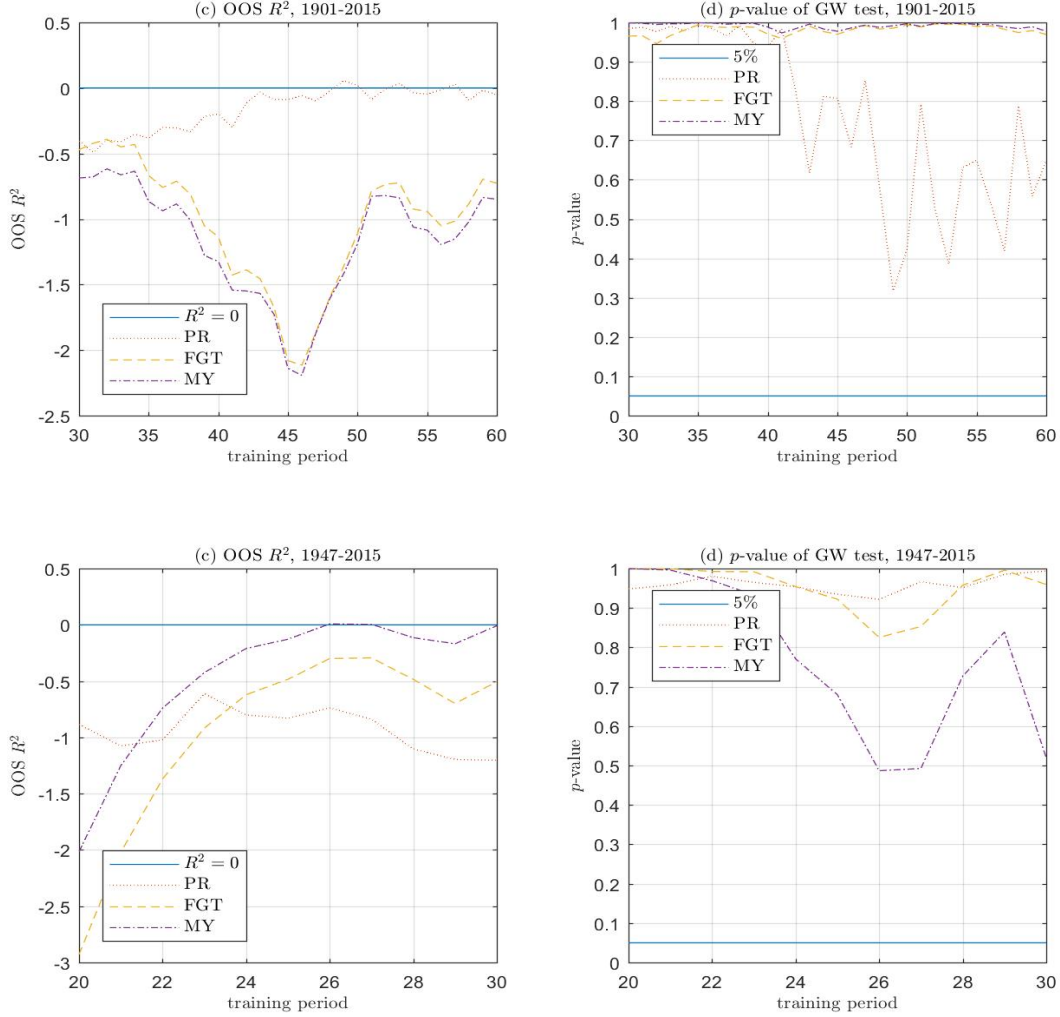 (c) OOS R², 1901-2015
0.5
0
-0.5
-1
-1.5
-2
-2.5
OOS R²
R² = 0
PR
FGT
MY
30 35 40 45 50 55 60
training period
(d) p-value of GW test, 1901-2015
1
0.9
0.8
0.7
0.6
0.5
0.4
0.3
0.2
0.1
0
p-value
5%
PR
FGT
MY
30 35 40 45 50 55 60
training period
(c) OOS R², 1947-2015
0.5
0
-0.5
-1
-1.5
-2
-2.5
-3
OOS R²
R² = 0
PR
FGT
MY
20 22 24 26 28 30
training period
(d) p-value of GW test, 1947-2015
1
0.9
0.8
0.7
0.6
0.5
0.4
0.3
0.2
0.1
0
p-value
5%
PR
FGT
MY
20 22 24 26 28 30
training period